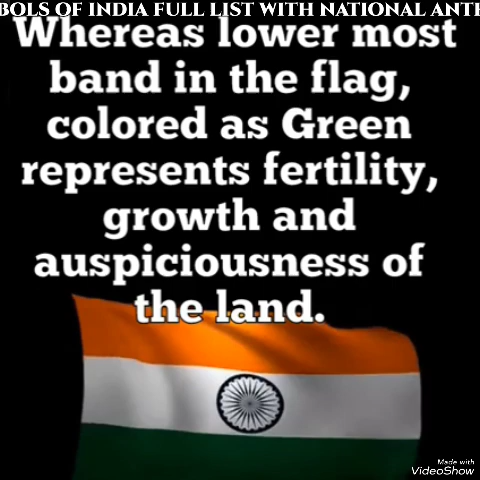 BOLS OF INDIA FULL LIST WITH NATIONAL ANTH
Whereas lower most
band in the flag,
colored as Green
represents fertility,
growth and
auspiciousness of
the land.
Made with
VideoShow